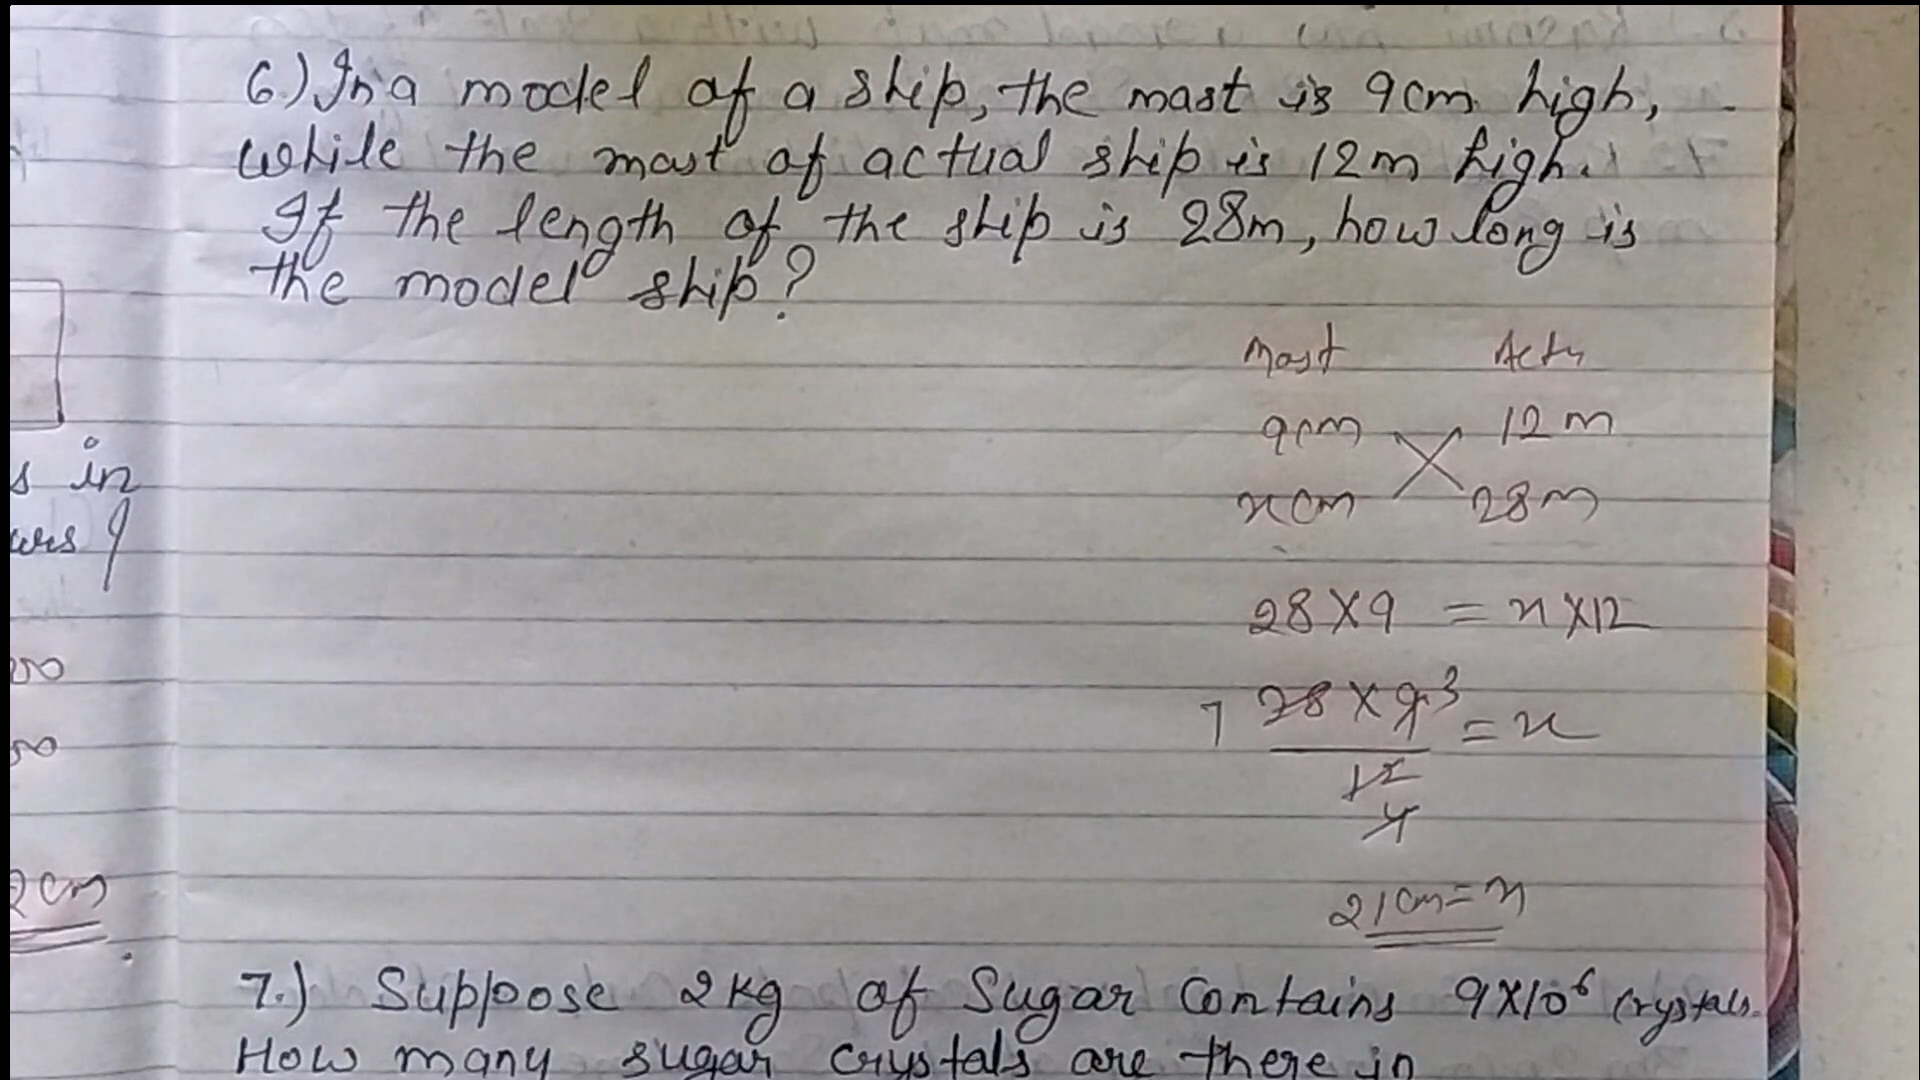 6.) In a model of a ship, the mast is 9cm high,
while the mast of actual ship is 12m high.
If the length of the ship is 28m, how long is
the model ship?
Mast Actu
9cm 12m
xcm 28m
28×9 = x×12
7 28×9 3 = x
12
4
21cm=x
s in
00
2cm
7.) Suppose 2kg of Sugar Contains 9×10⁶ Crystals.
How many sugar crystals are there in